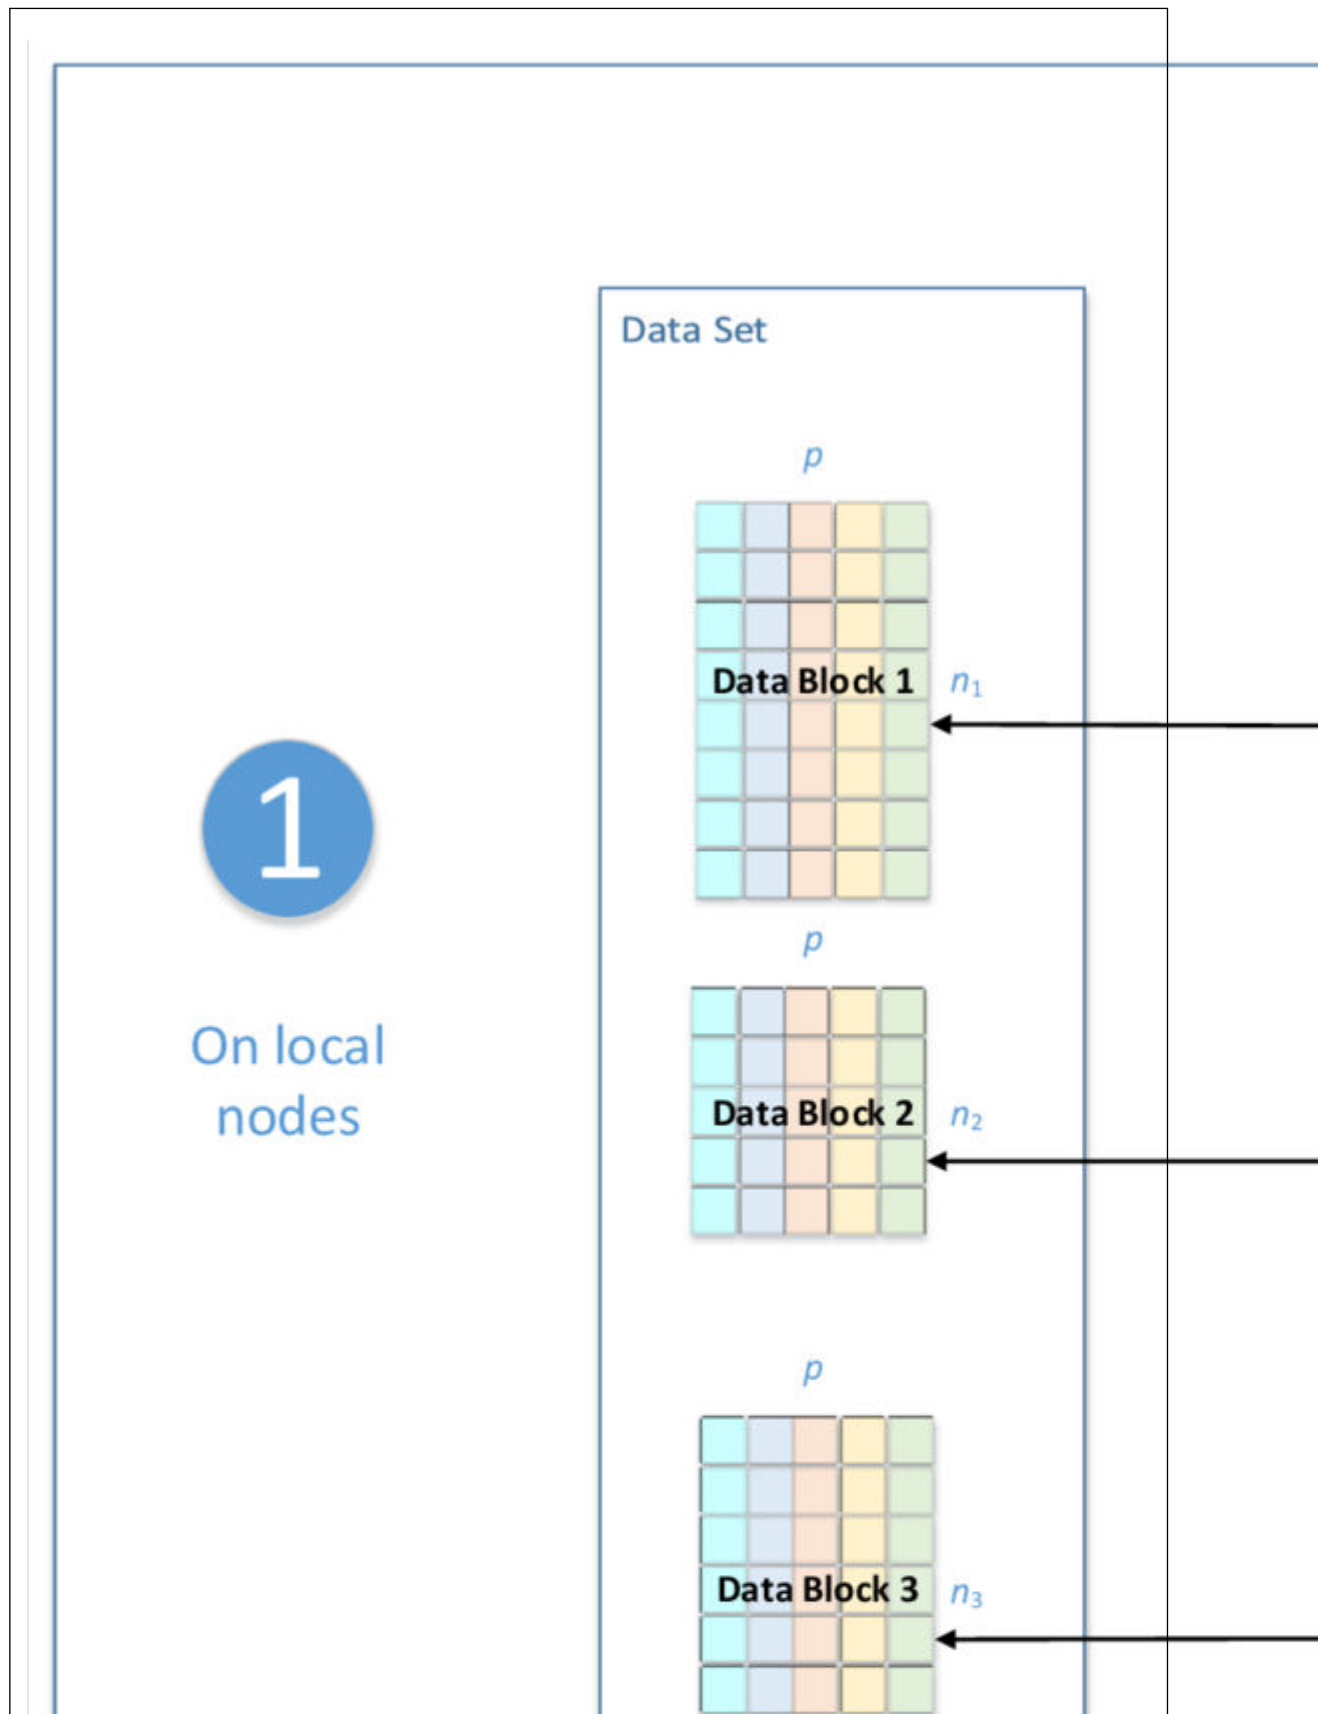 Data Set
p
Data Block 1
n₁
1
p
On local
nodes
Data Block 2
n₂
p
Data Block 3
n₃